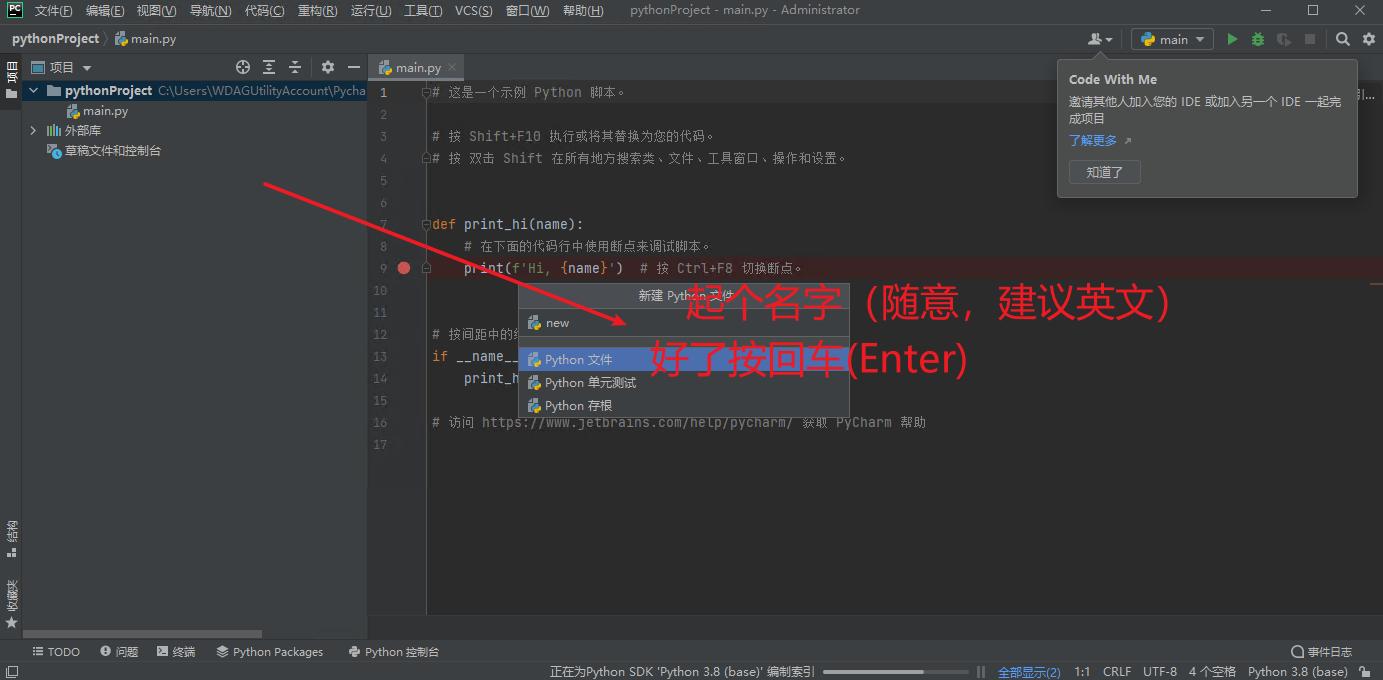 PC 文件(F) 编辑(E) 视图(V) 导航(N) 代码(C) 重构(R) 运行(U) 工具(T) VCS(S) 窗口(W) 帮助(H) pythonProject - main.py - Administrator
pythonProject main.py
main
项目
项目
main.py
pythonProject C:\Users\WDAGUtilityAccount\Pycha
main.py
外部库
草稿文件和控制台
1 # 这是一个示例 Python 脚本。
2
3 # 按 Shift+F10 执行或将其替换为您的代码。
4 # 按 双击 Shift 在所有地方搜索类、文件、工具窗口、操作和设置。
5
6
7 def print_hi(name):
8 # 在下面的代码行中使用断点来调试脚本。
9 print(f'Hi, {name}') # 按 Ctrl+F8 切换断点。
10
11
12 # 按间距中的
13 if __name__
14 print_h
15
16 # 访问 https://www.jetbrains.com/help/pycharm/ 获取 PyCharm 帮助
17
新建 Python 文件
new
Python 文件
Python 单元测试
Python 存根
起个名字（随意，建议英文）
好了按回车(Enter)
Code With Me
邀请其他人加入您的 IDE 或加入另一个 IDE 一起完
成项目
了解更多
知道了
引...
结构
收藏夹
TODO 问题 终端 Python Packages Python 控制台 事件日志
正在为Python SDK 'Python 3.8 (base)' 编制索引 全部显示(2) 1:1 CRLF UTF-8 4 个空格 Python 3.8 (base)